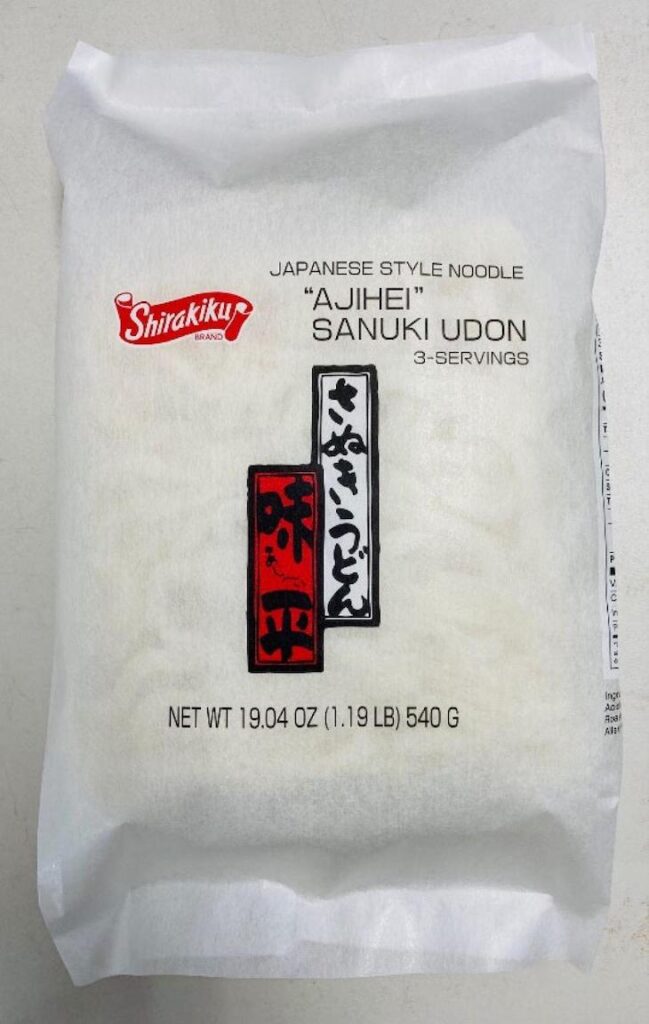 JAPANESE STYLE NOODLE
Shirakiku
BRAND
“AJIHEI”
SANUKI UDON
3-SERVINGS
さぬきうどん
味平
NET WT 19.04 OZ (1.19 LB) 540 G